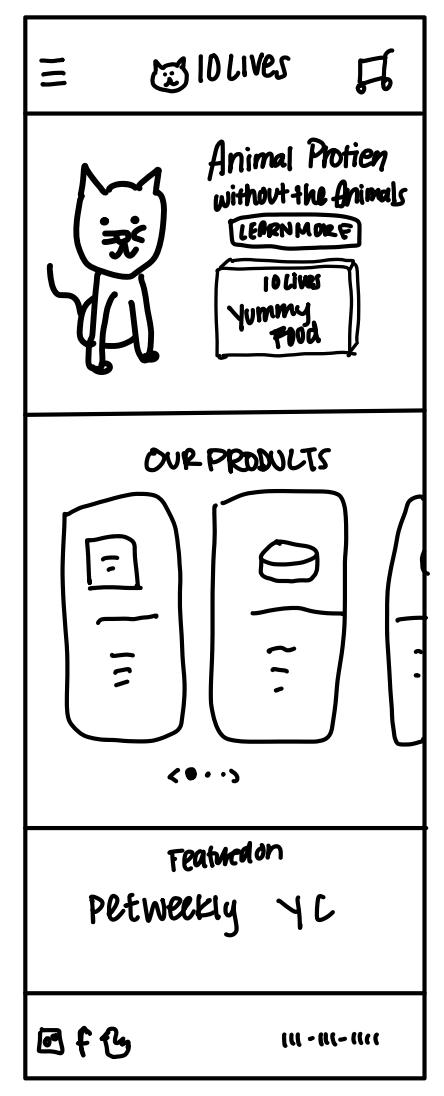 10 Lives
Animal Protien
without the Animals
LEARN MORE
10 Lives
Yummy
Food
OUR PRODUCTS
Featured on
Petweekly YC
f
111-111-1111